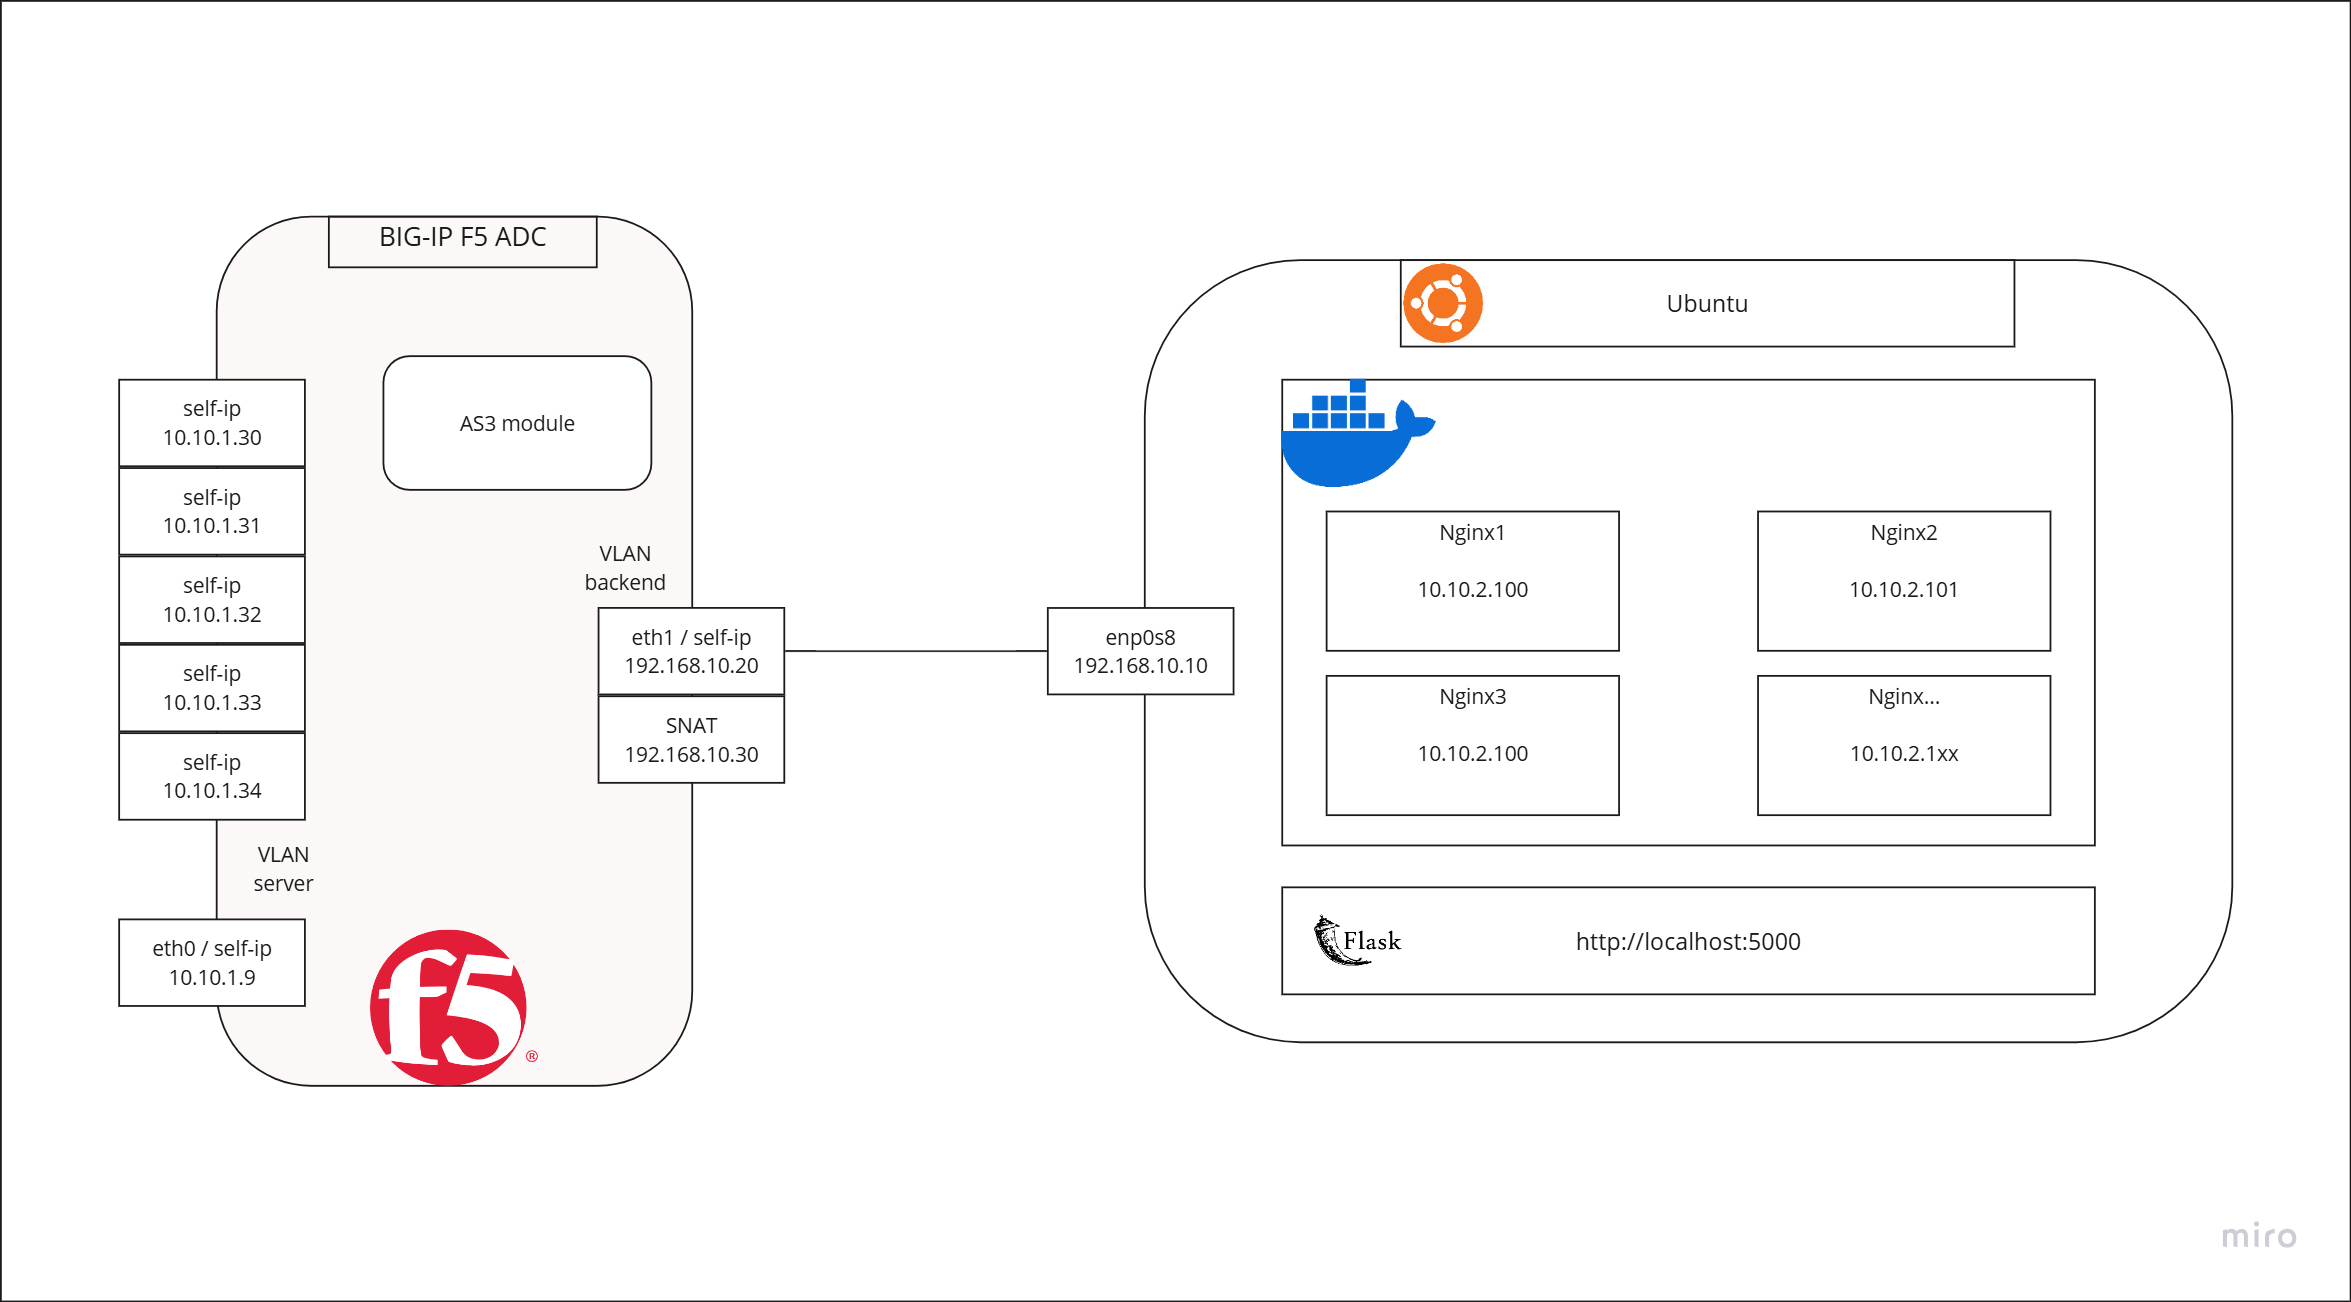 BIG-IP F5 ADC
AS3 module
self-ip
10.10.1.30
self-ip
10.10.1.31
self-ip
10.10.1.32
self-ip
10.10.1.33
self-ip
10.10.1.34
VLAN
server
eth0 / self-ip
10.10.1.9
VLAN
backend
eth1 / self-ip
192.168.10.20
SNAT
192.168.10.30
f5
®
enp0s8
192.168.10.10
Ubuntu
Nginx1
10.10.2.100
Nginx2
10.10.2.101
Nginx3
10.10.2.100
Nginx...
10.10.2.1xx
Flask
http://localhost:5000
miro